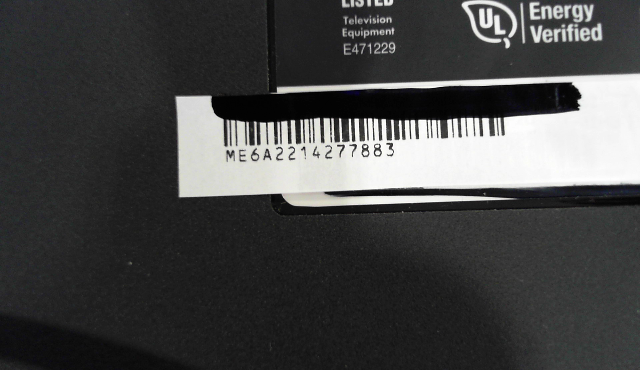 LISTED
Television
Equipment
E471229
UL
Energy
Verified
ME6A2214277883